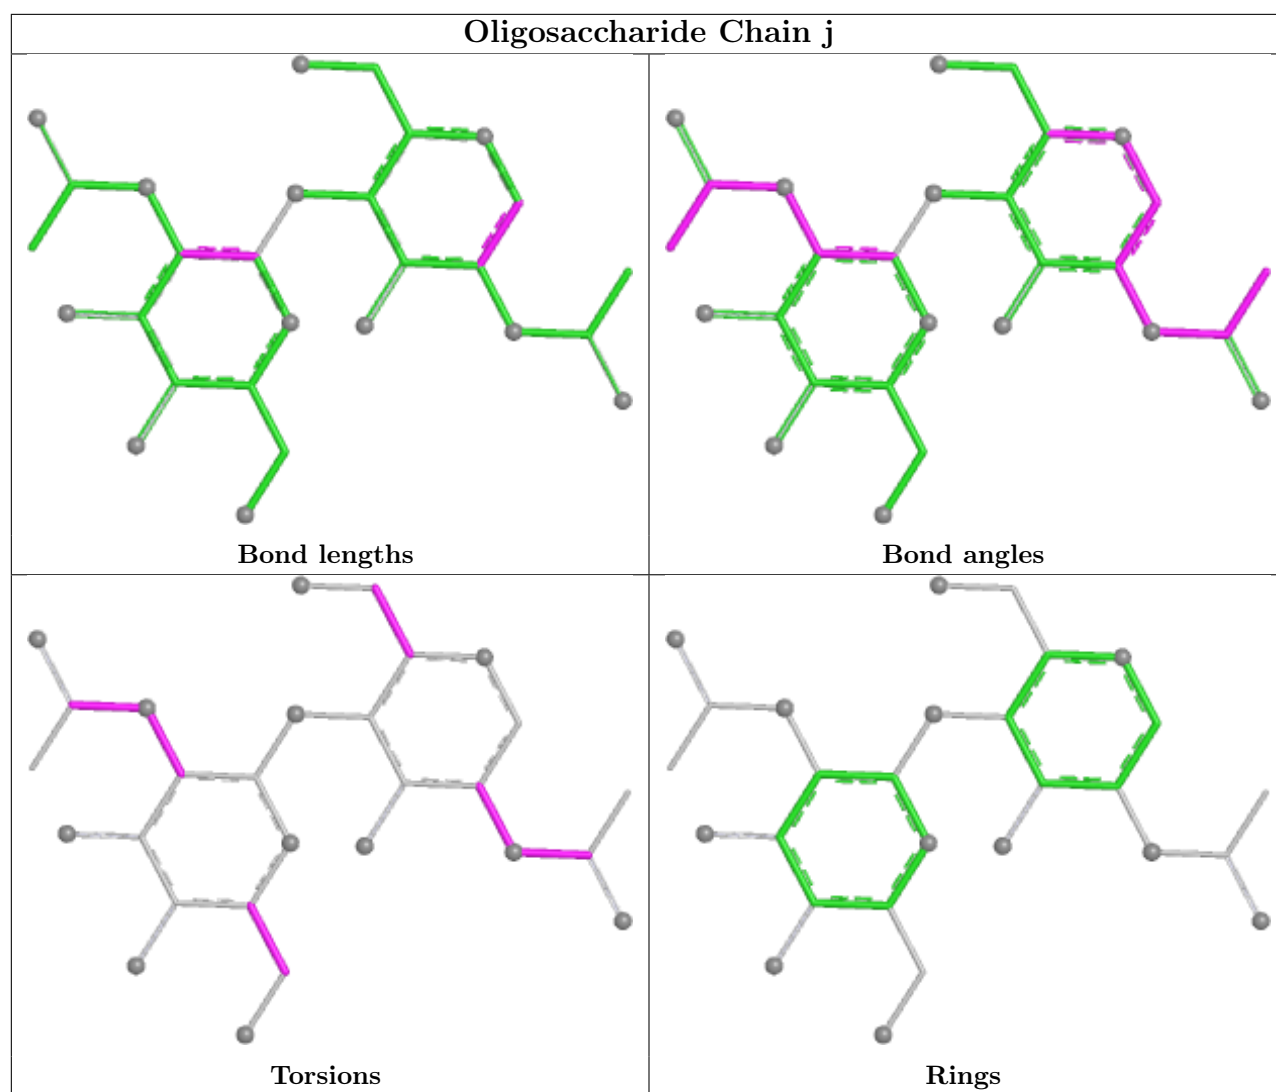 Oligosaccharide Chain j
Bond lengths
Bond angles
Torsions
Rings